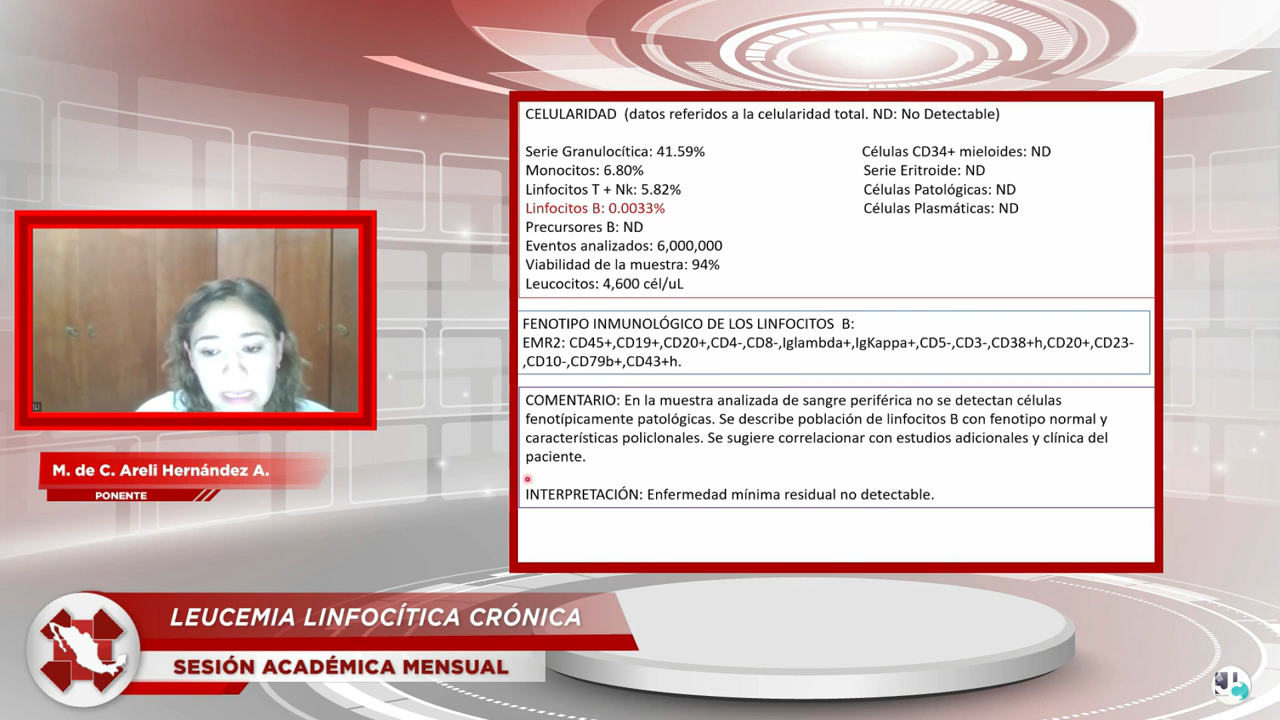 CELULARIDAD (datos referidos a la celularidad total. ND: No Detectable)
Serie Granulocítica: 41.59%
Monocitos: 6.80%
Linfocitos T + Nk: 5.82%
Linfocitos B: 0.0033%
Precursores B: ND
Eventos analizados: 6,000,000
Viabilidad de la muestra: 94%
Leucocitos: 4,600 cél/uL
Células CD34+ mieloides: ND
Serie Eritroide: ND
Células Patológicas: ND
Células Plasmáticas: ND
FENOTIPO INMUNOLÓGICO DE LOS LINFOCITOS B:
EMR2: CD45+,CD19+,CD20+,CD4-,CD8-,Iglambda+,IgKappa+,CD5-,CD3-,CD38+h,CD20+,CD23-
,CD10-,CD79b+,CD43+h.
COMENTARIO: En la muestra analizada de sangre periférica no se detectan células
fenotípicamente patológicas. Se describe población de linfocitos B con fenotipo normal y
características policlonales. Se sugiere correlacionar con estudios adicionales y clínica del
paciente.
INTERPRETACIÓN: Enfermedad mínima residual no detectable.
M. de C. Areli Hernández A.
PONENTE
LEUCEMIA LINFOCÍTICA CRÓNICA
SESIÓN ACADÉMICA MENSUAL